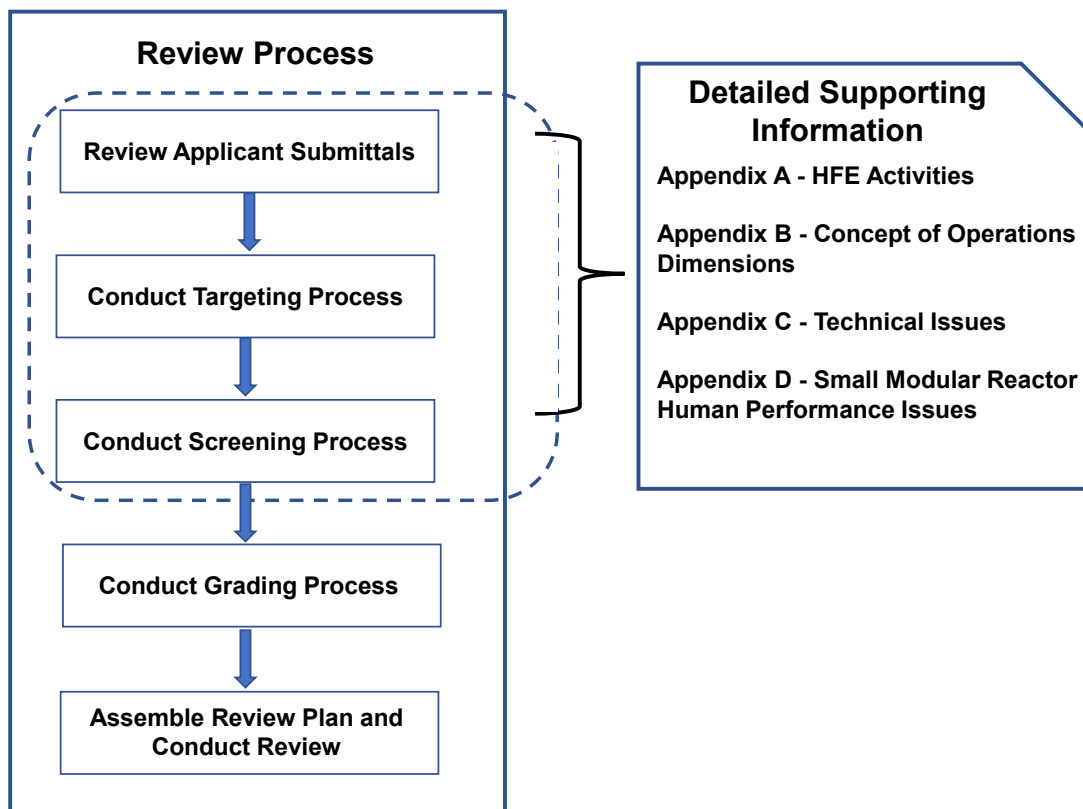 Review Process
Review Applicant Submittals
Conduct Targeting Process
Conduct Screening Process
Conduct Grading Process
Assemble Review Plan and
Conduct Review
Detailed Supporting
Information
Appendix A - HFE Activities
Appendix B - Concept of Operations
Dimensions
Appendix C - Technical Issues
Appendix D - Small Modular Reactor
Human Performance Issues